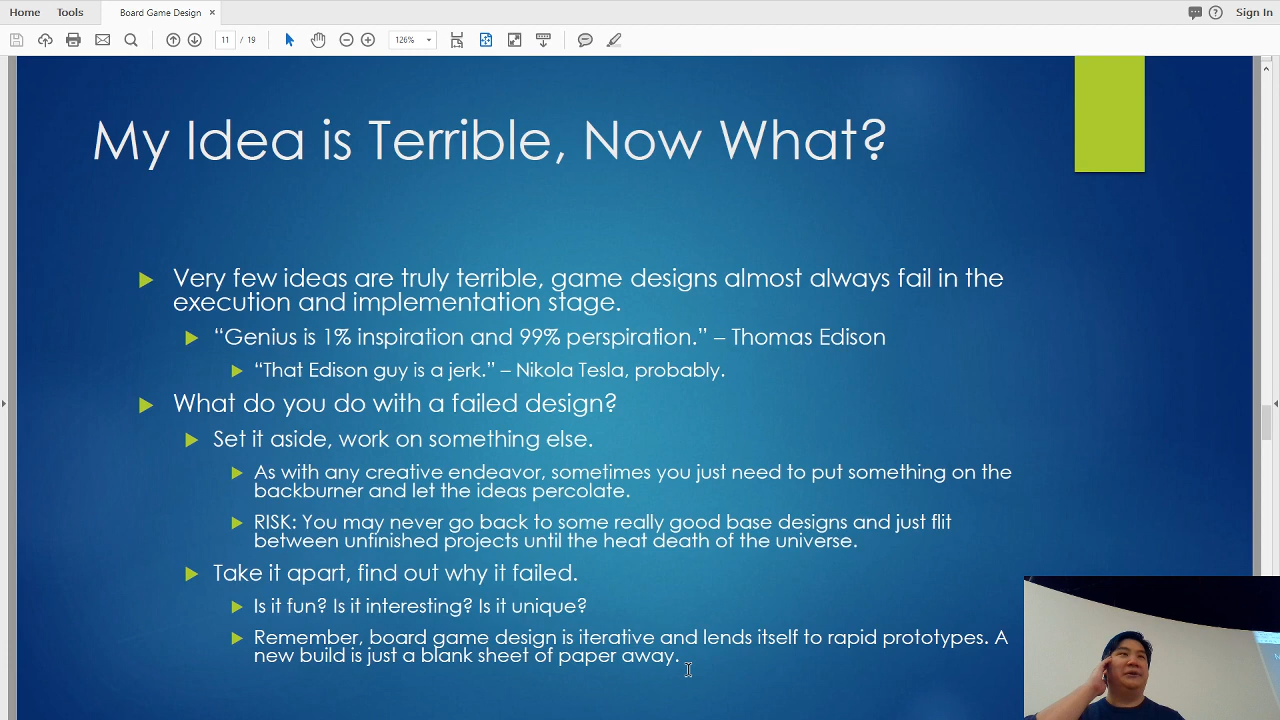 Home Tools Board Game Design × Sign In
11 / 19 126%
My Idea is Terrible, Now What?
Very few ideas are truly terrible, game designs almost always fail in the
execution and implementation stage.
“Genius is 1% inspiration and 99% perspiration.” – Thomas Edison
“That Edison guy is a jerk.” – Nikola Tesla, probably.
What do you do with a failed design?
Set it aside, work on something else.
As with any creative endeavor, sometimes you just need to put something on the
backburner and let the ideas percolate.
RISK: You may never go back to some really good base designs and just flit
between unfinished projects until the heat death of the universe.
Take it apart, find out why it failed.
Is it fun? Is it interesting? Is it unique?
Remember, board game design is iterative and lends itself to rapid prototypes. A
new build is just a blank sheet of paper away.